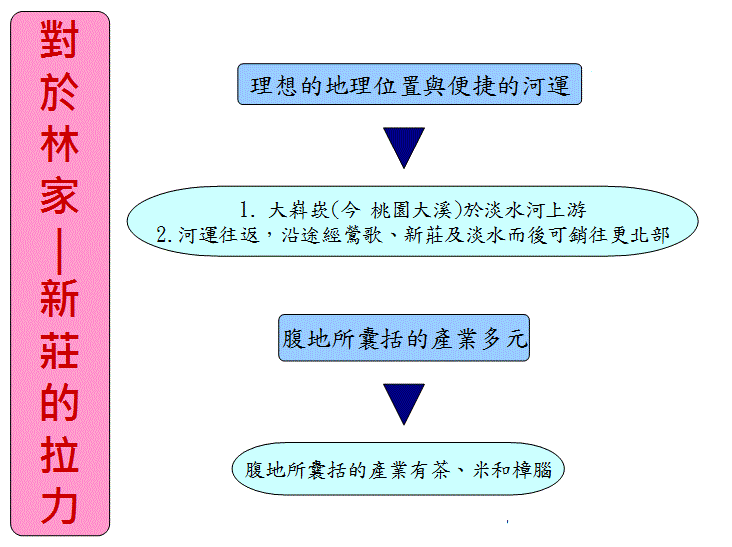 對於林家—新莊的拉力
理想的地理位置與便捷的河運
1. 大嵙崁(今 桃園大溪)於淡水河上游
2.河運往返，沿途經鶯歌、新莊及淡水而後可銷往更北部
腹地所囊括的產業多元
腹地所囊括的產業有茶、米和樟腦